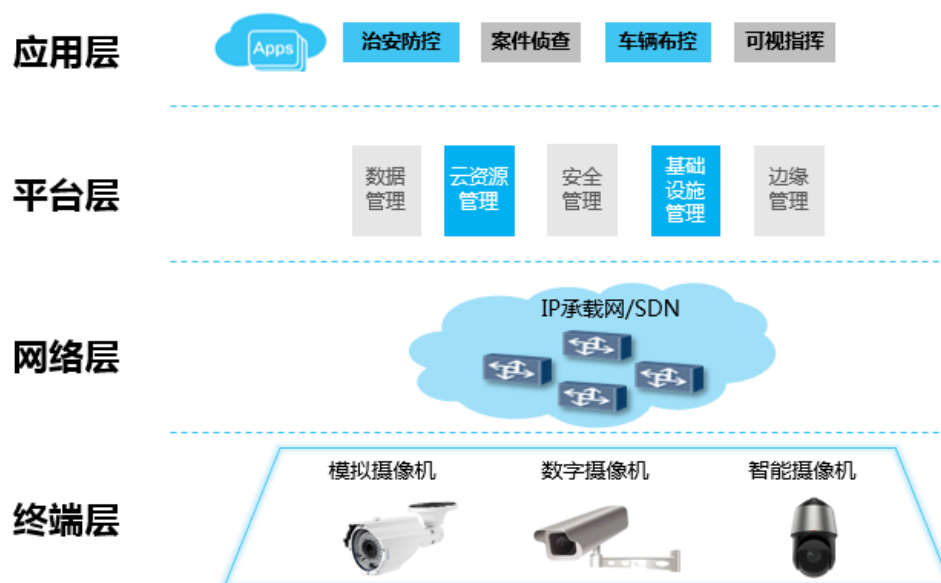 应用层
Apps
治安防控
案件侦查
车辆布控
可视指挥
平台层
数据
管理
云资源
管理
安全
管理
基础
设施
管理
边缘
管理
网络层
IP承载网/SDN
终端层
模拟摄像机
数字摄像机
智能摄像机